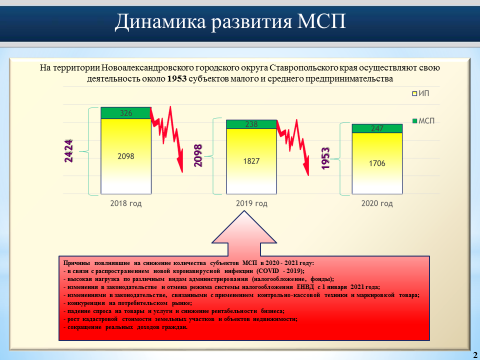 Динамика развития МСП
На территории Новоалександровского городского округа Ставропольского края осуществляют свою
деятельность около 1953 субъектов малого и среднего предпринимательства
ИП
МСП
2424
326
2098
2018 год
2098
238
1827
2019 год
1953
247
1706
2020 год
Причины повлиявшие на снижение количества субъектов МСП в 2020 - 2021 году:
- в связи с распространением новой коронавирусной инфекции (COVID - 2019);
- высокая нагрузка по различным видам администрирования (налогообложение, фонды);
- изменения в законодательстве и отмена режима системы налогообложения ЕНВД с 1 января 2021 года;
- изменениями в законодательстве, связанными с применением контрольно-кассовой техники и маркировкой товара;
- конкуренция на потребительском рынке;
- падение спроса на товары и услуги и снижение рентабельности бизнеса;
- рост кадастровой стоимости земельных участков и объектов недвижимости;
- сокращение реальных доходов граждан.
2